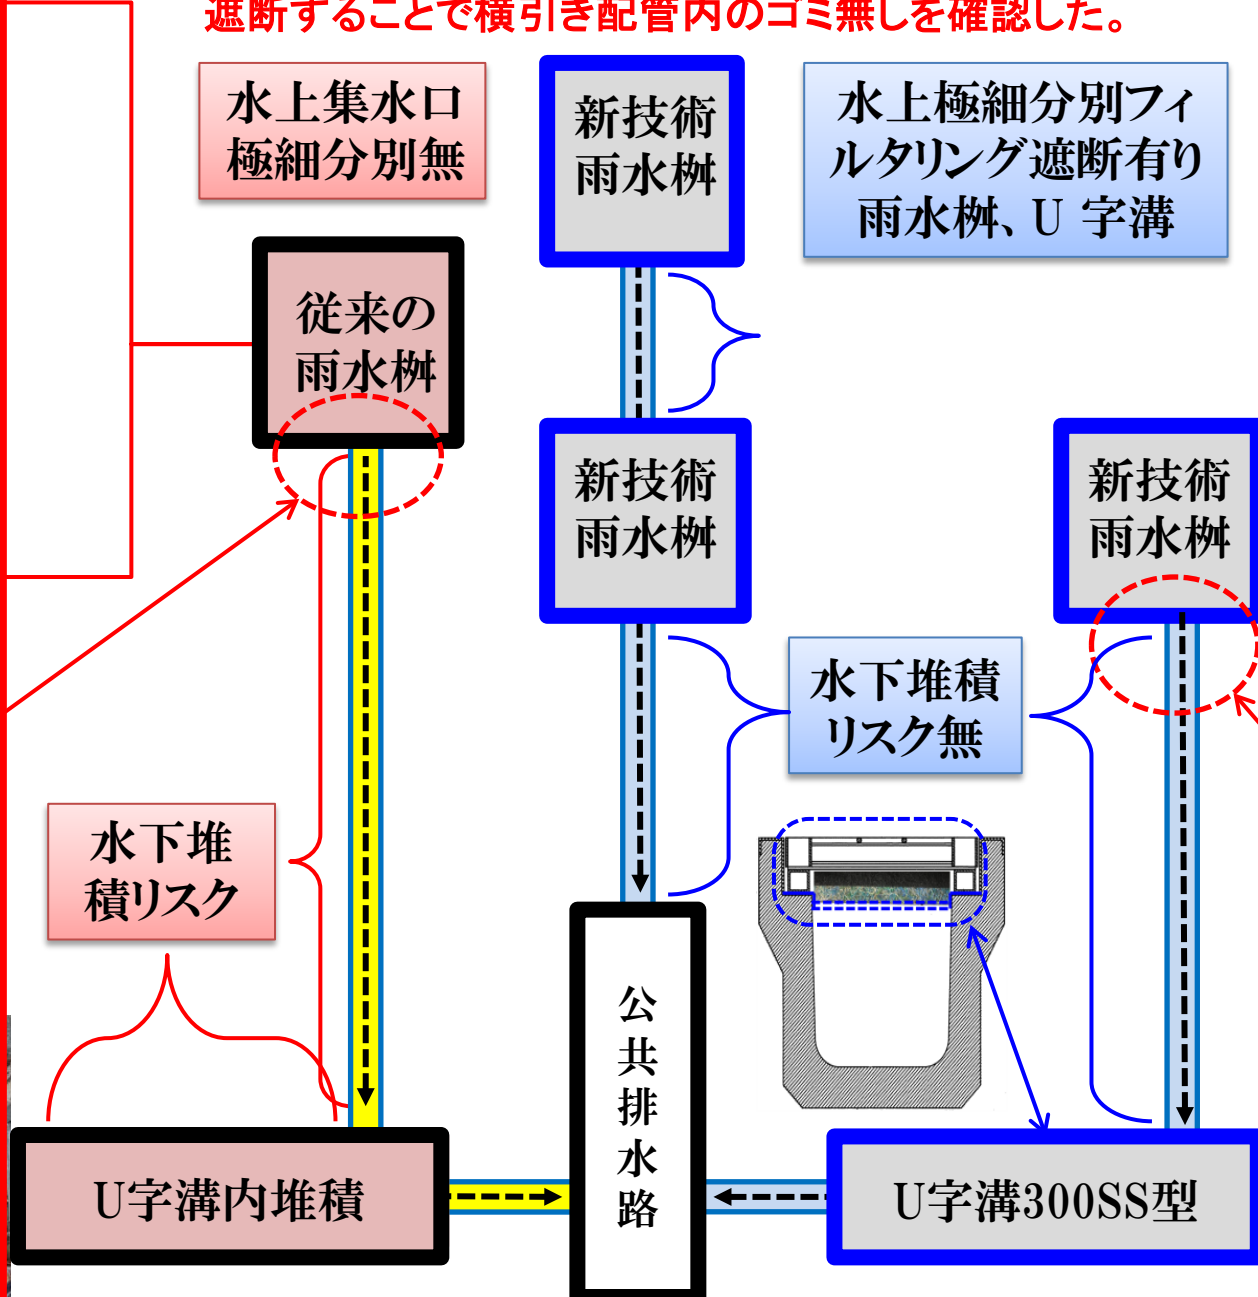 遮断することで横引き配管内のゴミ無しを確認した。
水上集水口
極細分別無
新技術
雨水桝
水上極細分別フィ
ルタリング遮断有り
雨水桝、U 字溝
従来の
雨水桝
新技術
雨水桝
新技術
雨水桝
水下堆積
リスク無
水下堆
積リスク
公
共
排
水
路
U字溝内堆積
U字溝300SS型